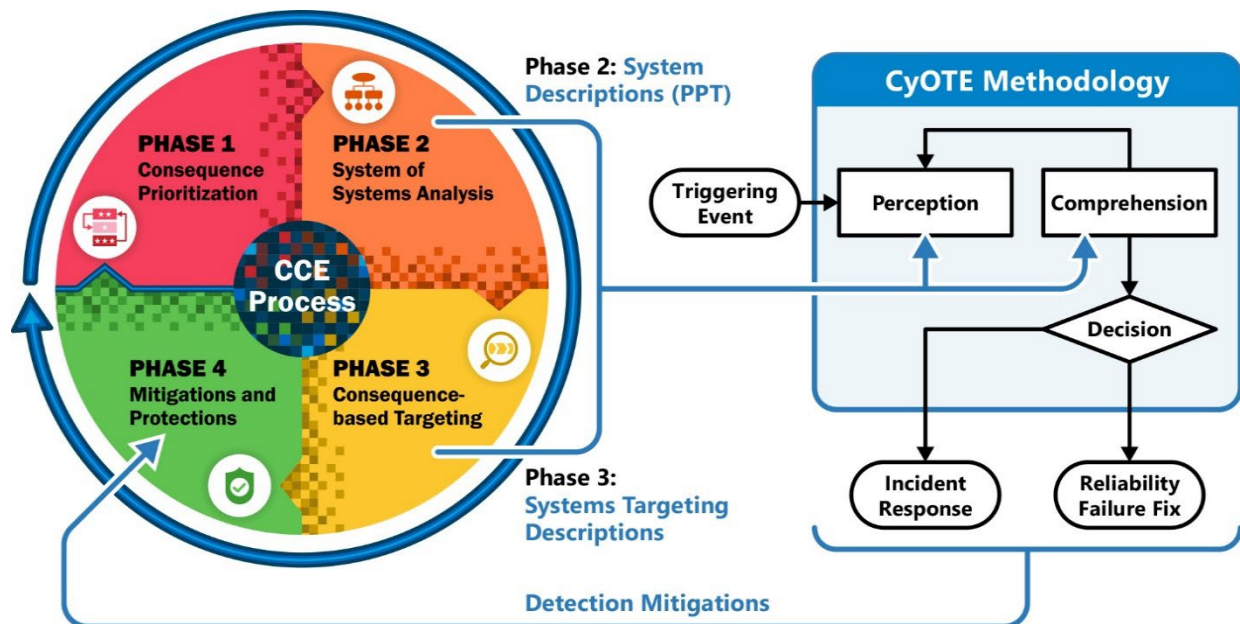 PHASE 1
Consequence
Prioritization
PHASE 2
System of
Systems Analysis
CCE
Process
PHASE 4
Mitigations and
Protections
PHASE 3
Consequence-
based Targeting
Phase 2: System
Descriptions (PPT)
Phase 3:
Systems Targeting
Descriptions
Detection Mitigations
CyOTE Methodology
Triggering
Event
Perception
Comprehension
Decision
Incident
Response
Reliability
Failure Fix